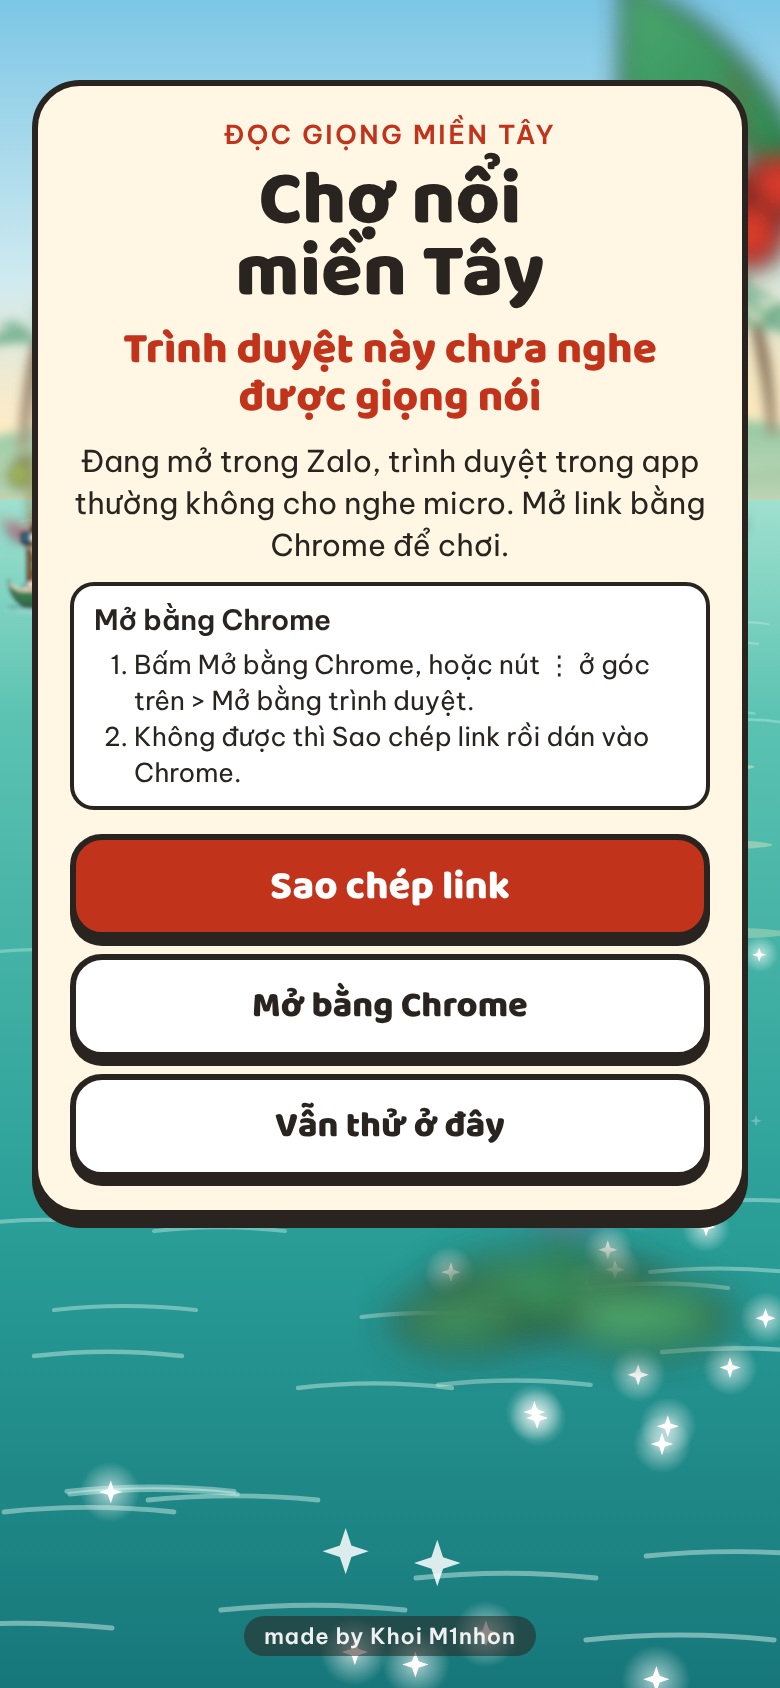 ĐỌC GIỌNG MIỀN TÂY
Chợ nổi
miền Tây
Trình duyệt này chưa nghe
được giọng nói
Đang mở trong Zalo, trình duyệt trong app
thường không cho nghe micro. Mở link bằng
Chrome để chơi.
Mở bằng Chrome
1. Bấm Mở bằng Chrome, hoặc nút ⋮ ở góc
trên > Mở bằng trình duyệt.
2. Không được thì Sao chép link rồi dán vào
Chrome.
Sao chép link
Mở bằng Chrome
Vẫn thử ở đây
made by Khoi M1nhon